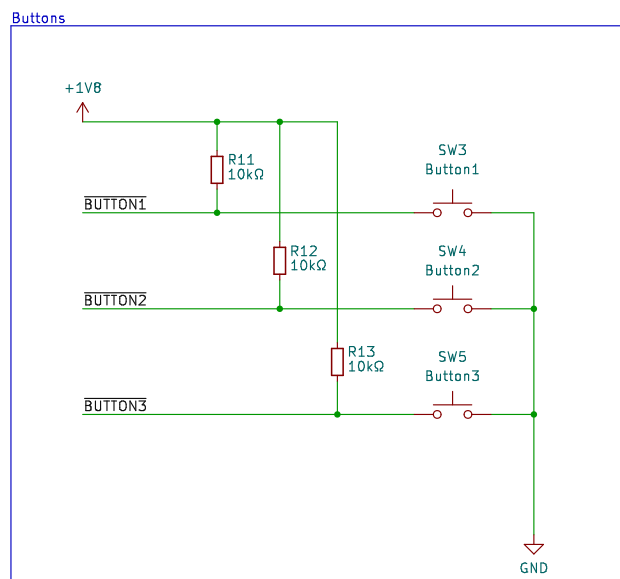 Buttons
+1V8
SW3
Button1
R11
10kΩ
BUTTON1
SW4
Button2
R12
10kΩ
BUTTON2
SW5
Button3
R13
10kΩ
BUTTON3
GND